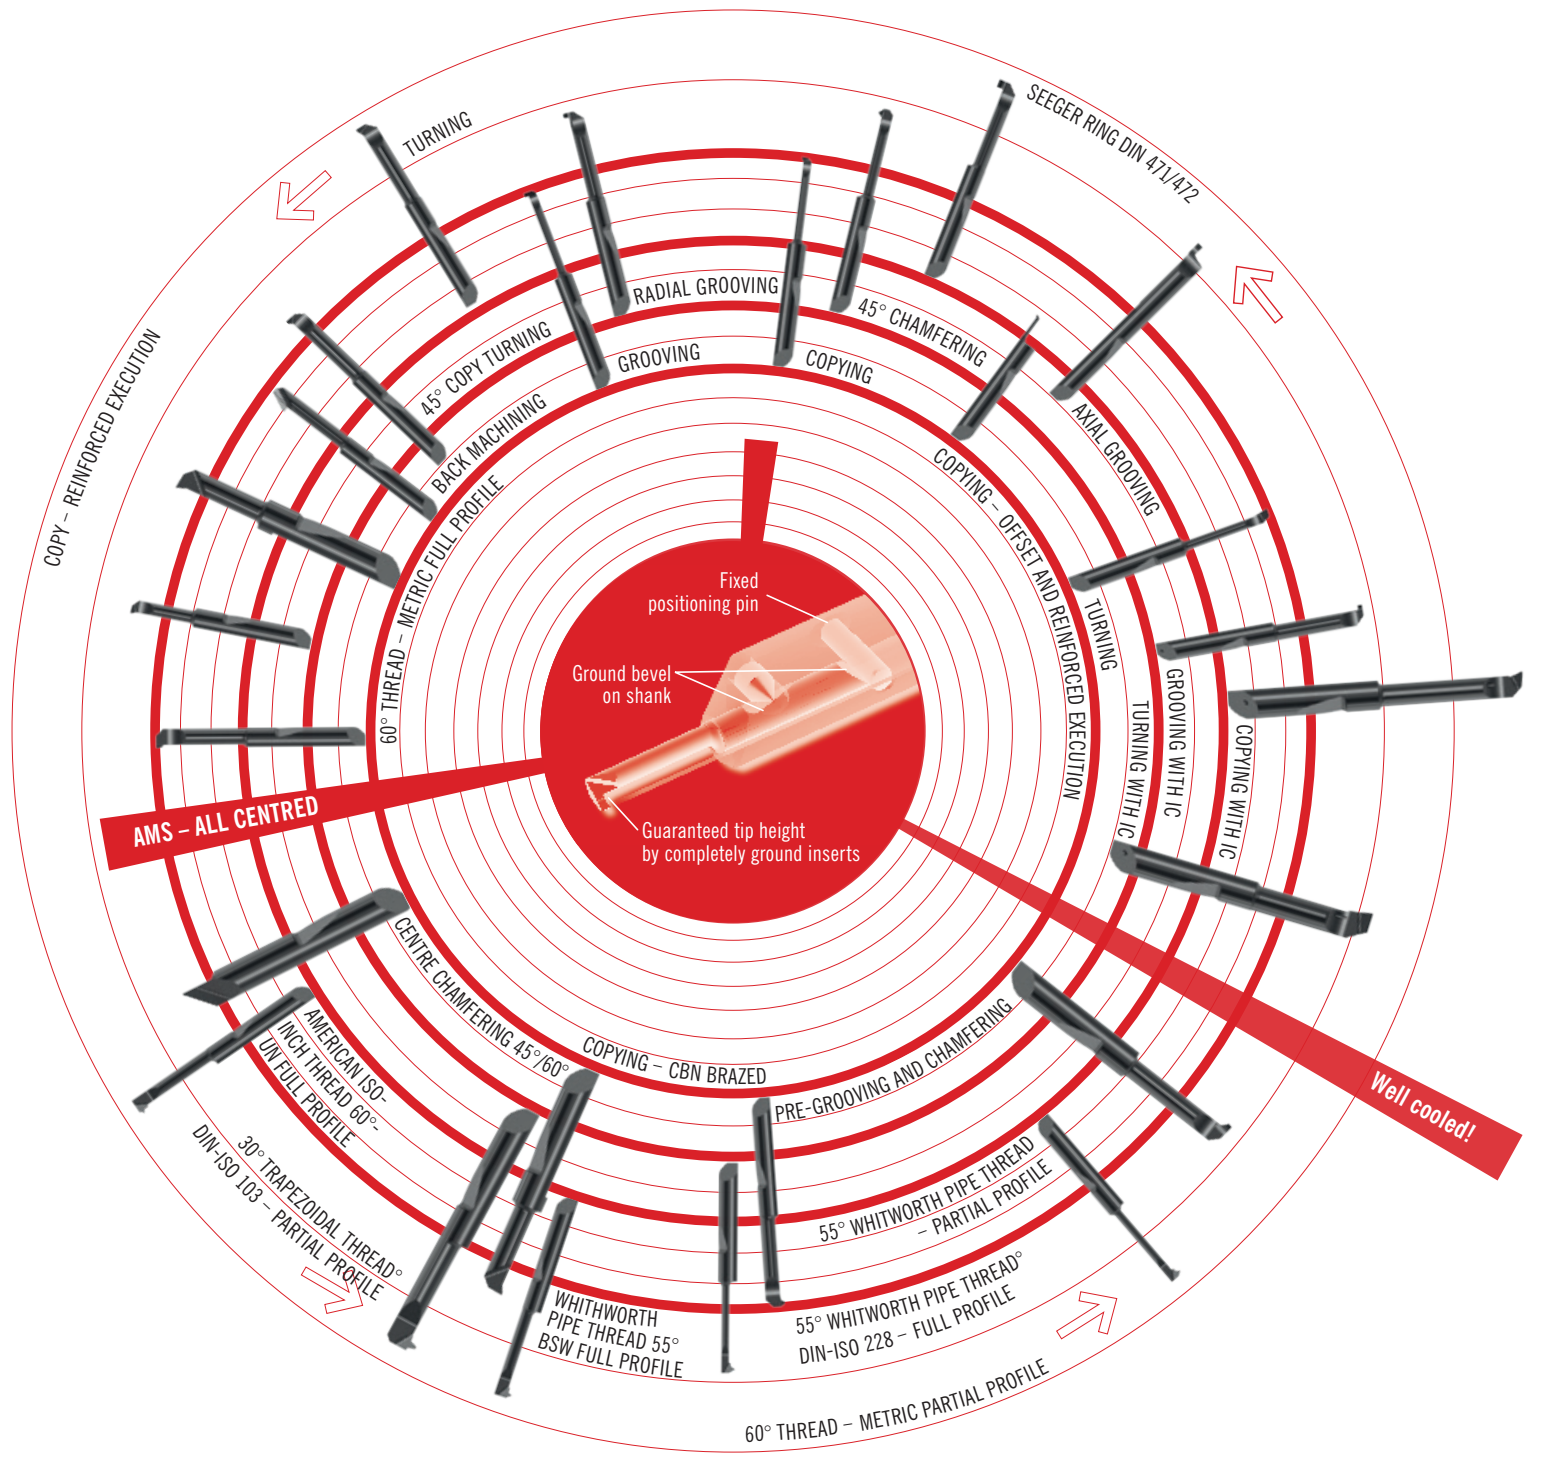 TURNING
SEEGER RING DIN 471/472
COPY – REINFORCED EXECUTION
RADIAL GROOVING
45° CHAMFERING
45° COPY TURNING
GROOVING
COPYING
BACK MACHINING
AXIAL GROOVING
60° THREAD – METRIC FULL PROFILE
COPYING – OFFSET AND REINFORCED EXECUTION
TURNING
GROOVING WITH IC
TURNING WITH IC
COPYING WITH IC
Fixed
positioning pin
Ground bevel
on shank
Guaranteed tip height
by completely ground inserts
AMS – ALL CENTRED
Well cooled!
CENTRE CHAMFERING 45°/60°
COPYING – CBN BRAZED
PRE-GROOVING AND CHAMFERING
AMERICAN ISO-
INCH THREAD 60°-
UN FULL PROFILE
30° TRAPEZOIDAL THREAD°
DIN-ISO 103 – PARTIAL PROFILE
55° WHITWORTH PIPE THREAD
– PARTIAL PROFILE
WHITHWORTH
PIPE THREAD 55°
BSW FULL PROFILE
55° WHITWORTH PIPE THREAD°
DIN-ISO 228 – FULL PROFILE
60° THREAD – METRIC PARTIAL PROFILE